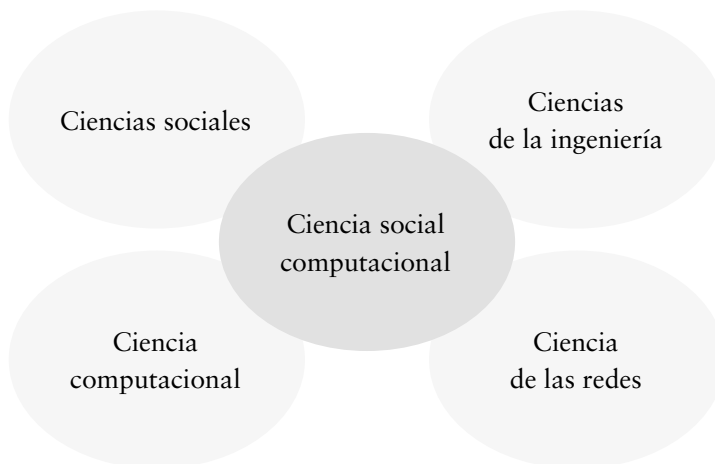 Ciencias sociales
Ciencias
de la ingeniería
Ciencia social
computacional
Ciencia
computacional
Ciencia
de las redes